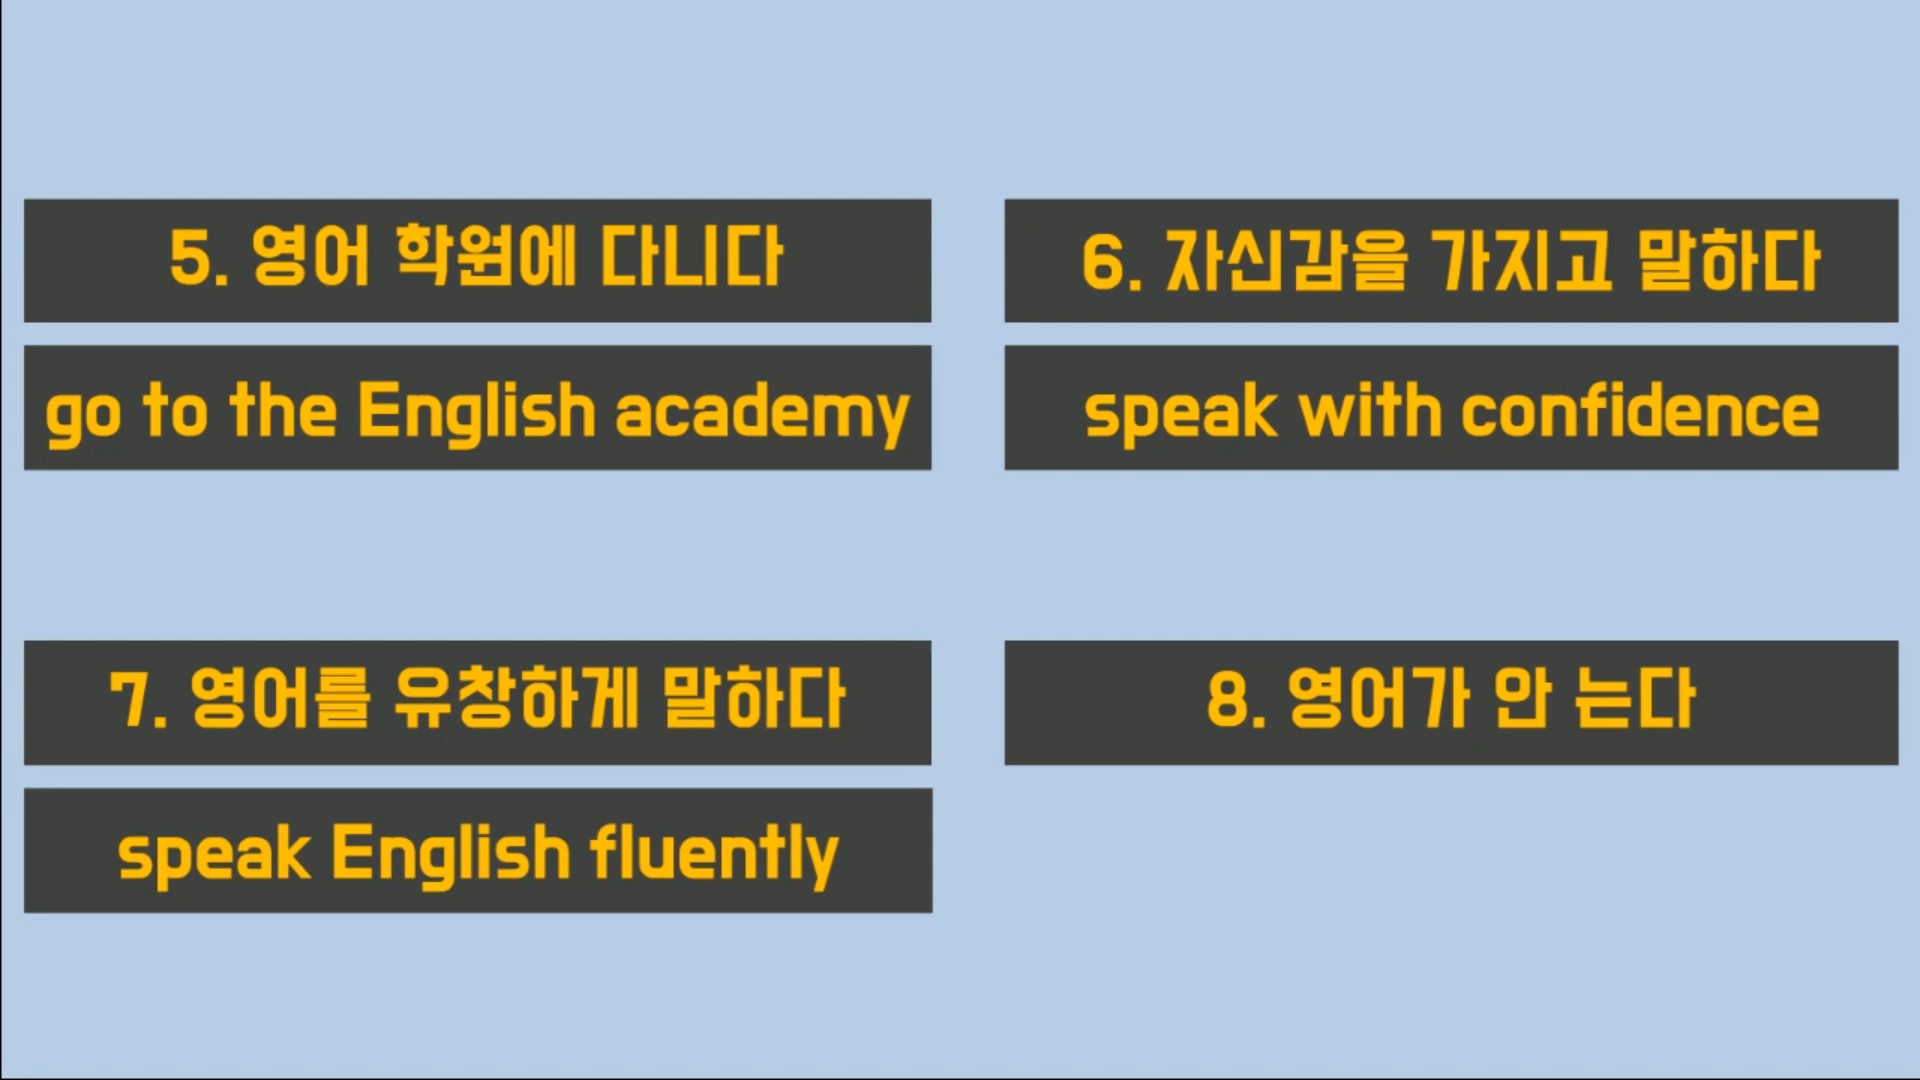 5. 영어 학원에 다니다
go to the English academy
6. 자신감을 가지고 말하다
speak with confidence
7. 영어를 유창하게 말하다
speak English fluently
8. 영어가 안 는다